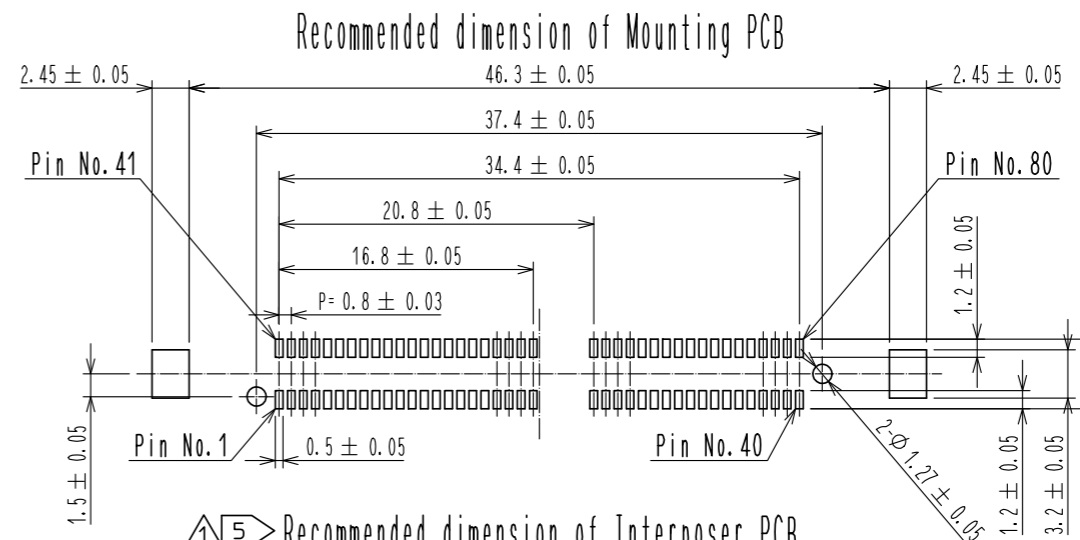 Recommended dimension of Mounting PCB
2.45 ± 0.05
46.3 ± 0.05
2.45 ± 0.05
37.4 ± 0.05
Pin No.41
34.4 ± 0.05
Pin No.80
20.8 ± 0.05
16.8 ± 0.05
1.2 ± 0.05
P= 0.8 ± 0.03
Pin No.1
0.5 ± 0.05
Pin No.40
1.5 ± 0.05
2-Φ1.27 ± 0.05
1.2 ± 0.05
3.2 ± 0.05
1 5 Recommended dimension of Interposer PCB